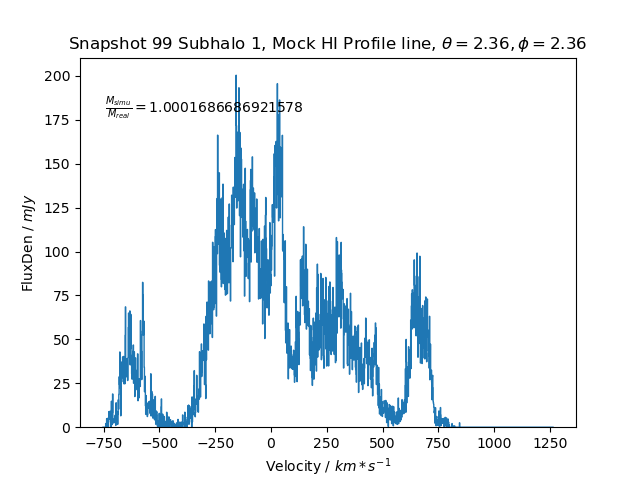 Snapshot 99 Subhalo 1, Mock HI Profile line, θ = 2.36, ϕ = 2.36
M_simu/M_real = 1.0001686686921578
FluxDen / mJy
200
175
150
125
100
75
50
25
0
−750 −500 −250 0 250 500 750 1000 1250
Velocity / km * s⁻¹